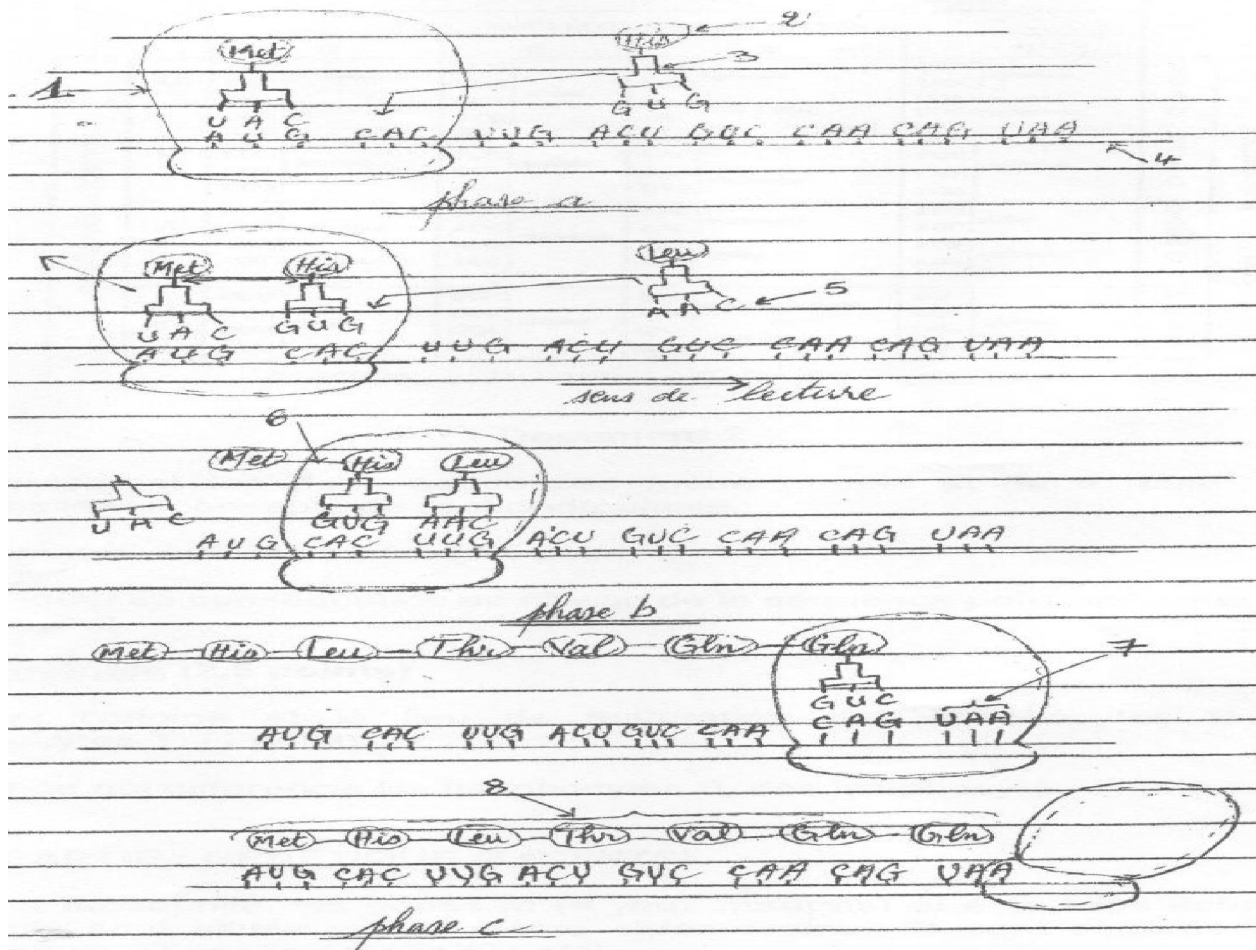 Met His 2
1 3
U A C G U G
A U G CAC UUG ACU GUC CAA CAG UAA
4
phase a
Met His Leu
5
U A C G U G A A C
A U G CAC UUG ACU GUC CAA CAG UAA
sens de lecture
6
Met His Leu
U A C GUG AAC
AUG CAC UUG ACU GUC CAA CAG UAA
phase b
Met His Leu Thr Val Gln Gln 7
G U C
AUG CAC UUG ACU GUC CAA CAG UAA
8
Met His Leu Thr Val Gln Gln
AUG CAC UUG ACU GUC CAA CAG UAA
phase c